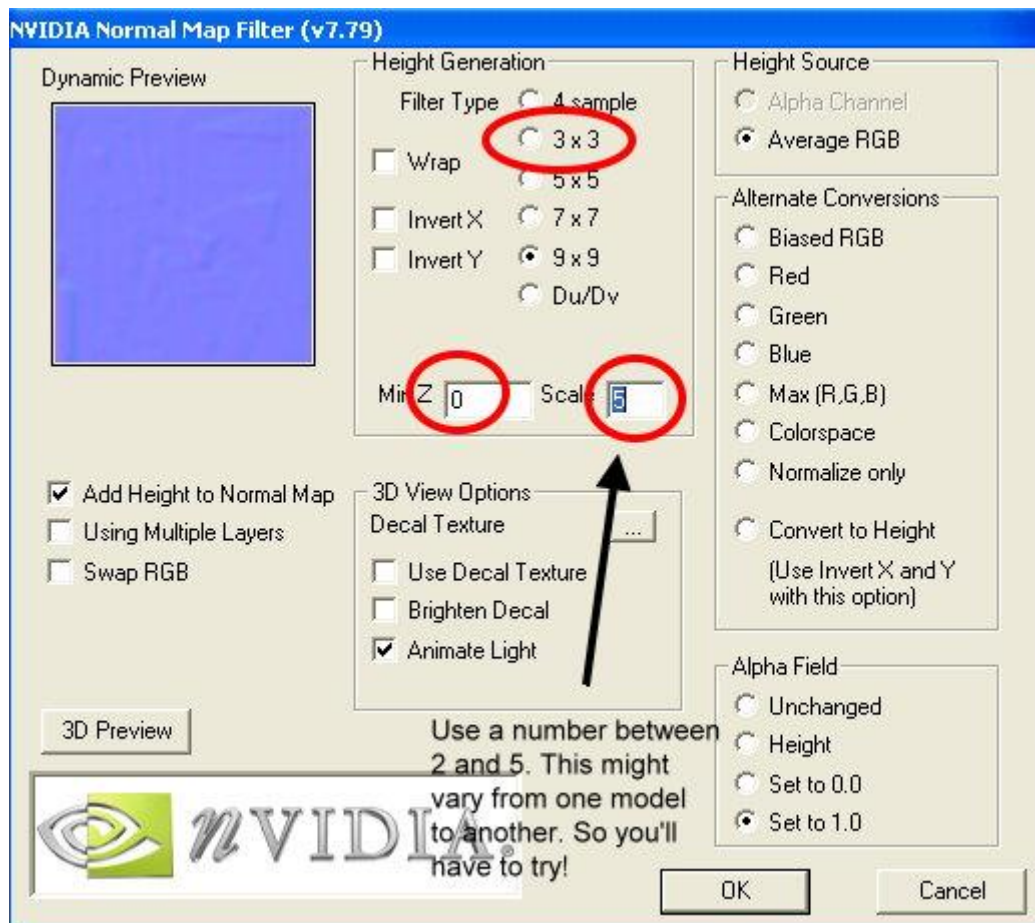 NVIDIA Normal Map Filter (v7.79)
Dynamic Preview
Height Generation
Filter Type
4 sample
3 x 3
5 x 5
7 x 7
9 x 9
Du/Dv
Wrap
Invert X
Invert Y
Min Z
0
Scale
5
Height Source
Alpha Channel
Average RGB
Alternate Conversions
Biased RGB
Red
Green
Blue
Max (R,G,B)
Colorspace
Normalize only
Convert to Height
(Use Invert X and Y
with this option)
Add Height to Normal Map
Using Multiple Layers
Swap RGB
3D View Options
Decal Texture
...
Use Decal Texture
Brighten Decal
Animate Light
Alpha Field
Unchanged
Height
Set to 0.0
Set to 1.0
3D Preview
Use a number between
2 and 5. This might
vary from one model
to another. So you'll
have to try!
nVIDIA.
OK
Cancel